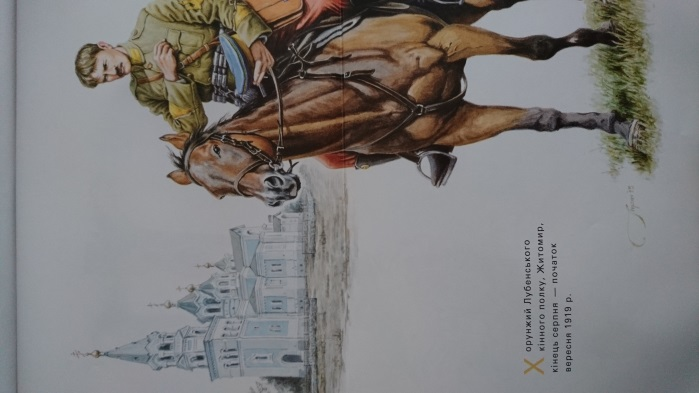 Хорунжий Лубенського
кінного полку, Житомир,
кінець серпня — початок
вересня 1919 р.